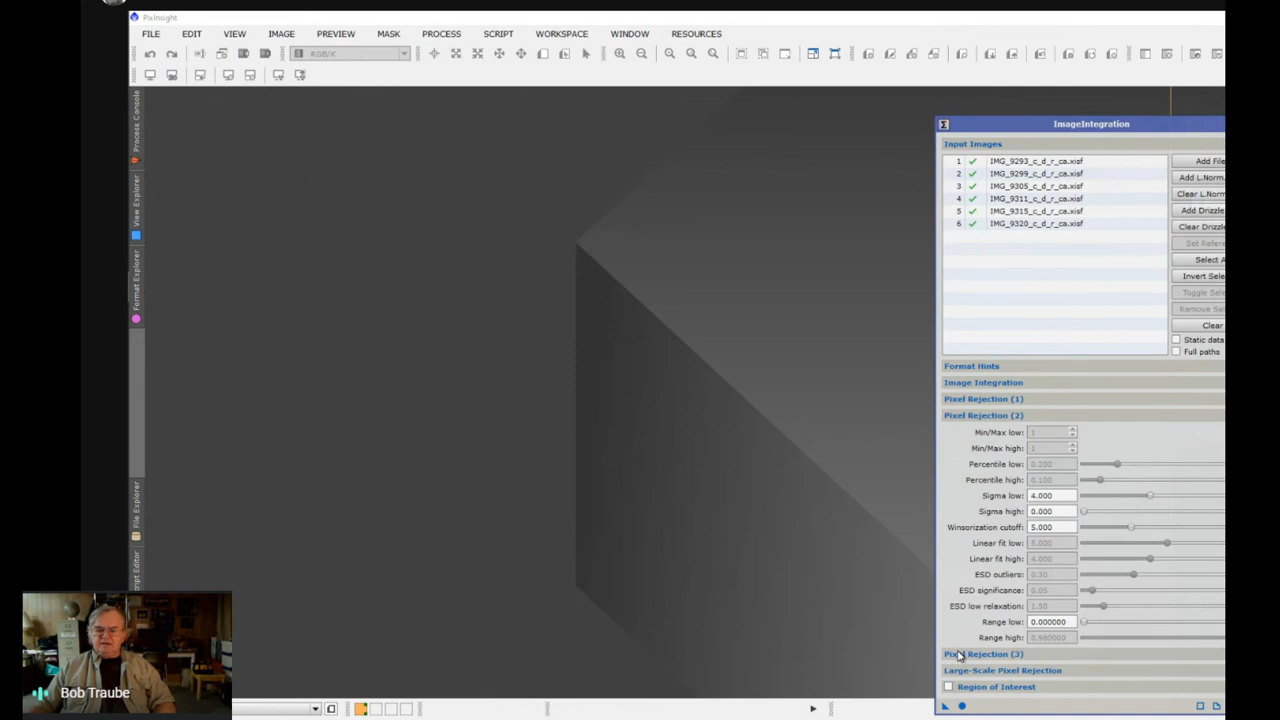 PixInsight
FILE EDIT VIEW IMAGE PREVIEW MASK PROCESS SCRIPT WORKSPACE WINDOW RESOURCES
RGB/K
Process Console
View Explorer
Format Explorer
File Explorer
cript Editor
ImageIntegration
Input Images
1 IMG_9293_c_d_r_ca.xisf
2 IMG_9299_c_d_r_ca.xisf
3 IMG_9305_c_d_r_ca.xisf
4 IMG_9311_c_d_r_ca.xisf
5 IMG_9315_c_d_r_ca.xisf
6 IMG_9320_c_d_r_ca.xisf
Add File
Add L.Norm.
Clear L.Norm
Add Drizzle
Clear Drizzle
Set Refere
Select A
Invert Sele
Toggle Sele
Remove Se
Clear
Static data
Full paths
Format Hints
Image Integration
Pixel Rejection (1)
Pixel Rejection (2)
Min/Max low: 1
Min/Max high: 1
Percentile low: 0.200
Percentile high: 0.100
Sigma low: 4.000
Sigma high: 0.000
Winsorization cutoff: 5.000
Linear fit low: 5.000
Linear fit high: 4.000
ESD outliers: 0.30
ESD significance: 0.05
ESD low relaxation: 1.50
Range low: 0.000000
Range high: 0.980000
Pixel Rejection (3)
Large-Scale Pixel Rejection
Region of Interest
Bob Traube